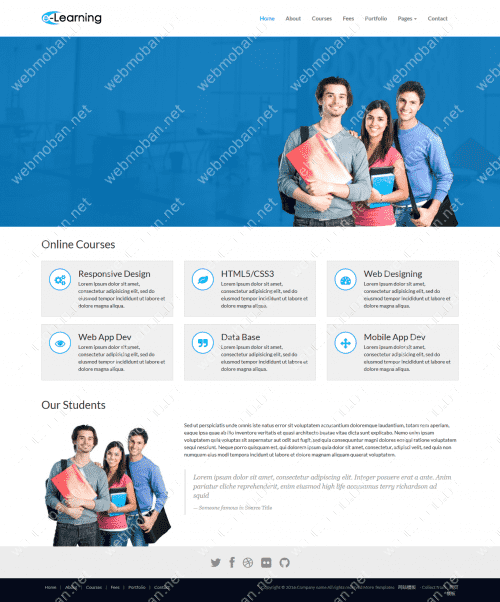 e-Learning
Home About Courses Fees Portfolio Pages Contact
Online Courses
Responsive Design
Lorem ipsum dolor sit amet,
consectetur adipisicing elit, sed do
eiusmod tempor incididunt ut labore et
dolore magna aliqua.
HTML5/CSS3
Lorem ipsum dolor sit amet,
consectetur adipisicing elit, sed do
eiusmod tempor incididunt ut labore et
dolore magna aliqua.
Web Designing
Lorem ipsum dolor sit amet,
consectetur adipisicing elit, sed do
eiusmod tempor incididunt ut labore et
dolore magna aliqua.
Web App Dev
Lorem ipsum dolor sit amet,
consectetur adipisicing elit, sed do
eiusmod tempor incididunt ut labore et
dolore magna aliqua.
Data Base
Lorem ipsum dolor sit amet,
consectetur adipisicing elit, sed do
eiusmod tempor incididunt ut labore et
dolore magna aliqua.
Mobile App Dev
Lorem ipsum dolor sit amet,
consectetur adipisicing elit, sed do
eiusmod tempor incididunt ut labore et
dolore magna aliqua.
Our Students
Sed ut perspiciatis unde omnis iste natus error sit voluptatem accusantium doloremque laudantium, totam rem aperiam,
eaque ipsa quae ab illo inventore veritatis et quasi architecto beatae vitae dicta sunt explicabo. Nemo enim ipsam
voluptatem quia voluptas sit aspernatur aut odit aut fugit, sed quia consequuntur magni dolores eos qui ratione voluptatem
sequi nesciunt. Neque porro quisquam est, qui dolorem ipsum quia dolor sit amet, consectetur, adipisci velit, sed quia non
numquam eius modi tempora incidunt ut labore et dolore magnam aliquam quaerat voluptatem.
Lorem ipsum dolor sit amet, consectetur adipiscing elit. Integer posuere erat a ante. Anim
pariatur cliche reprehenderit, enim eiusmod high life accusamus terry richardson ad
squid
— Someone famous in Source Title
Home | About | Courses | Fees | Portfolio | Contact
webmoban.net